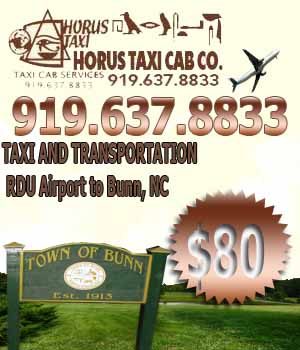 HORUS
TAXI
TAXI CAB SERVICES
919.637.8833
HORUS TAXI CAB CO.
919.637.8833
919.637.8833
TAXI AND TRANSPORTATION
RDU Airport to Bunn, NC
$80
TOWN OF BUNN
Est. 1913